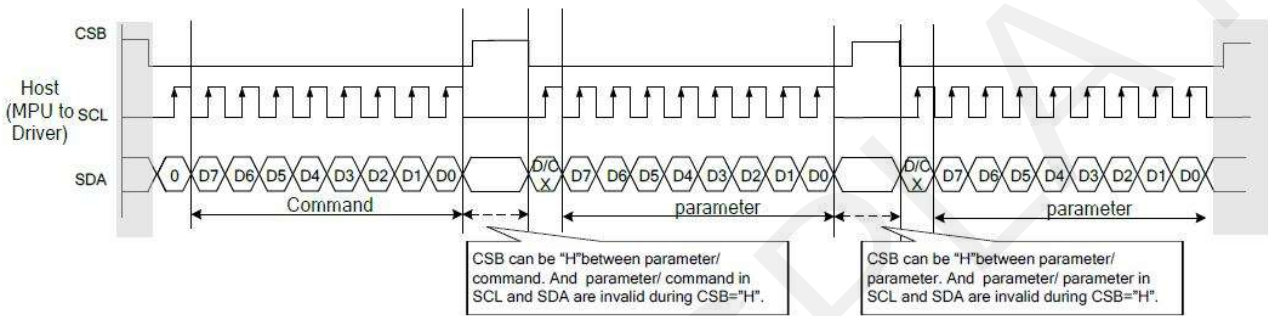 CSB
Host
(MPU to
Driver)
SCL
SDA
0 D7 D6 D5 D4 D3 D2 D1 D0
D/C
X
D7 D6 D5 D4 D3 D2 D1 D0
D/C
X
D7 D6 D5 D4 D3 D2 D1 D0
Command
parameter
parameter
CSB can be "H"between parameter/
command. And parameter/ command in
SCL and SDA are invalid during CSB="H".
CSB can be "H"between parameter/
parameter. And parameter/ parameter in
SCL and SDA are invalid during CSB="H".